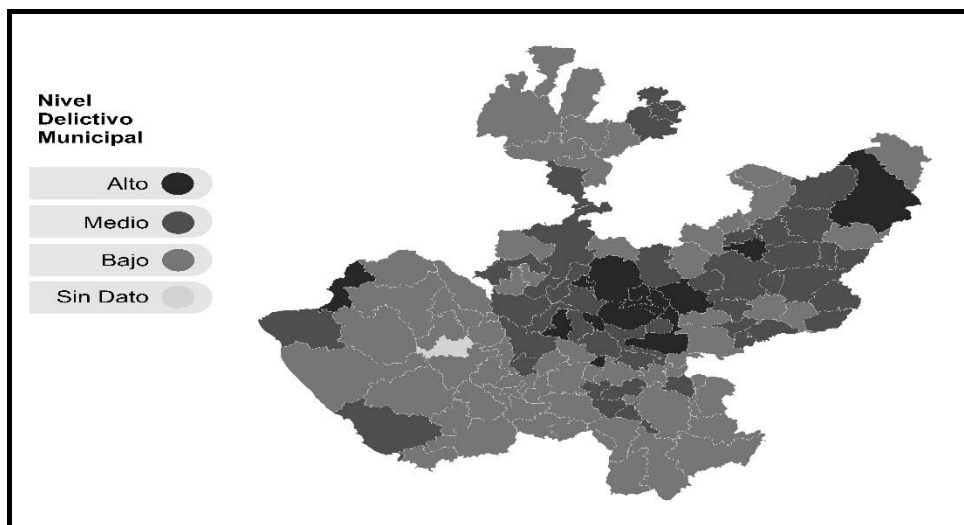 Nivel
Delictivo
Municipal
Alto
Medio
Bajo
Sin Dato